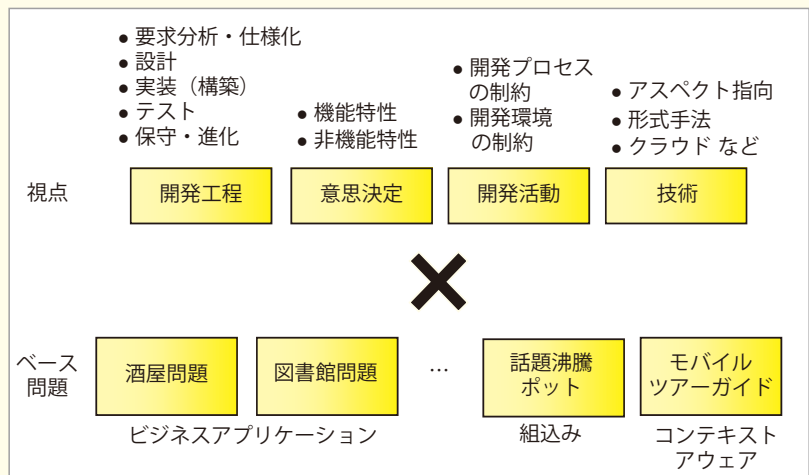 ● 要求分析・仕様化
● 設計
● 実装（構築）
● テスト
● 保守・進化
● 機能特性
● 非機能特性
● 開発プロセス
の制約
● 開発環境
の制約
● アスペクト指向
● 形式手法
● クラウド など
視点
開発工程
意思決定
開発活動
技術
ベース
問題
酒屋問題
図書館問題
…
話題沸騰
ポット
モバイル
ツアーガイド
ビジネスアプリケーション
組込み
コンテキスト
アウェア